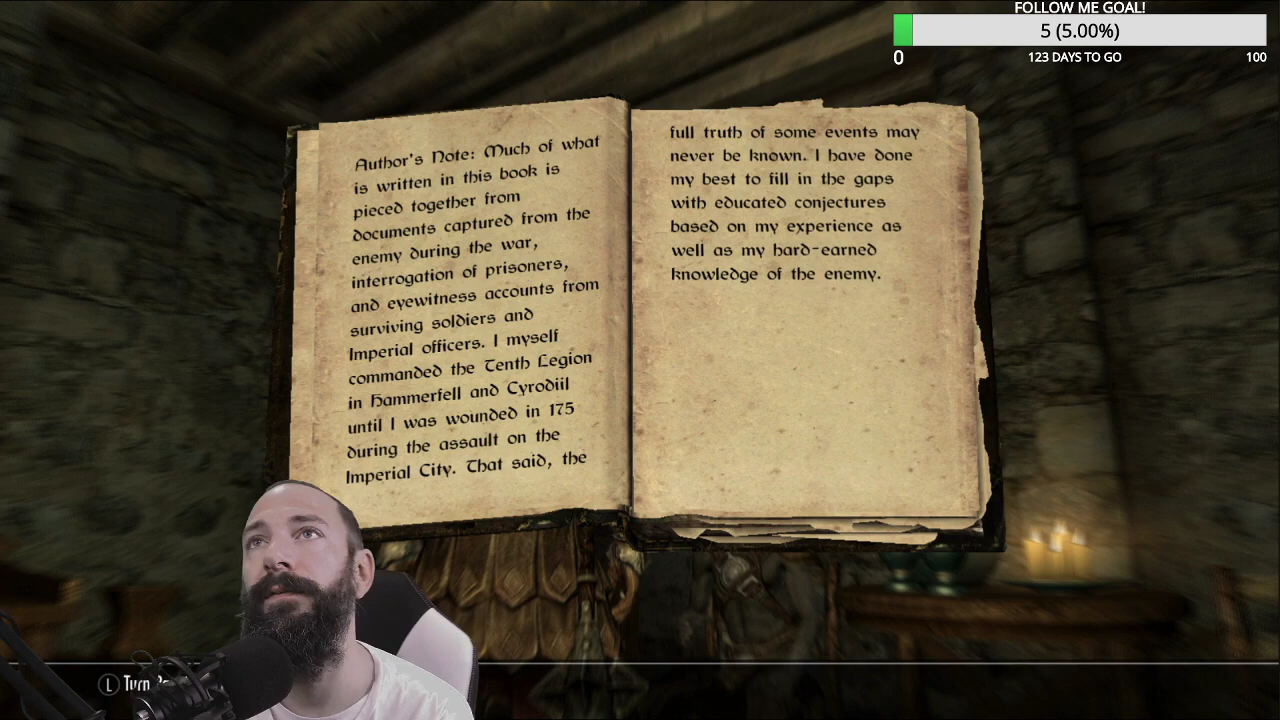 FOLLOW ME GOAL!
5 (5.00%)
0
123 DAYS TO GO
100
Author's Note: Much of what
is written in this book is
pieced together from
documents captured from the
enemy during the war,
interrogation of prisoners,
and eyewitness accounts from
surviving soldiers and
Imperial officers. I myself
commanded the Tenth Legion
in Hammerfell and Cyrodiil
until I was wounded in 175
during the assault on the
Imperial City. That said, the
full truth of some events may
never be known. I have done
my best to fill in the gaps
with educated conjectures
based on my experience as
well as my hard-earned
knowledge of the enemy.
L Turn